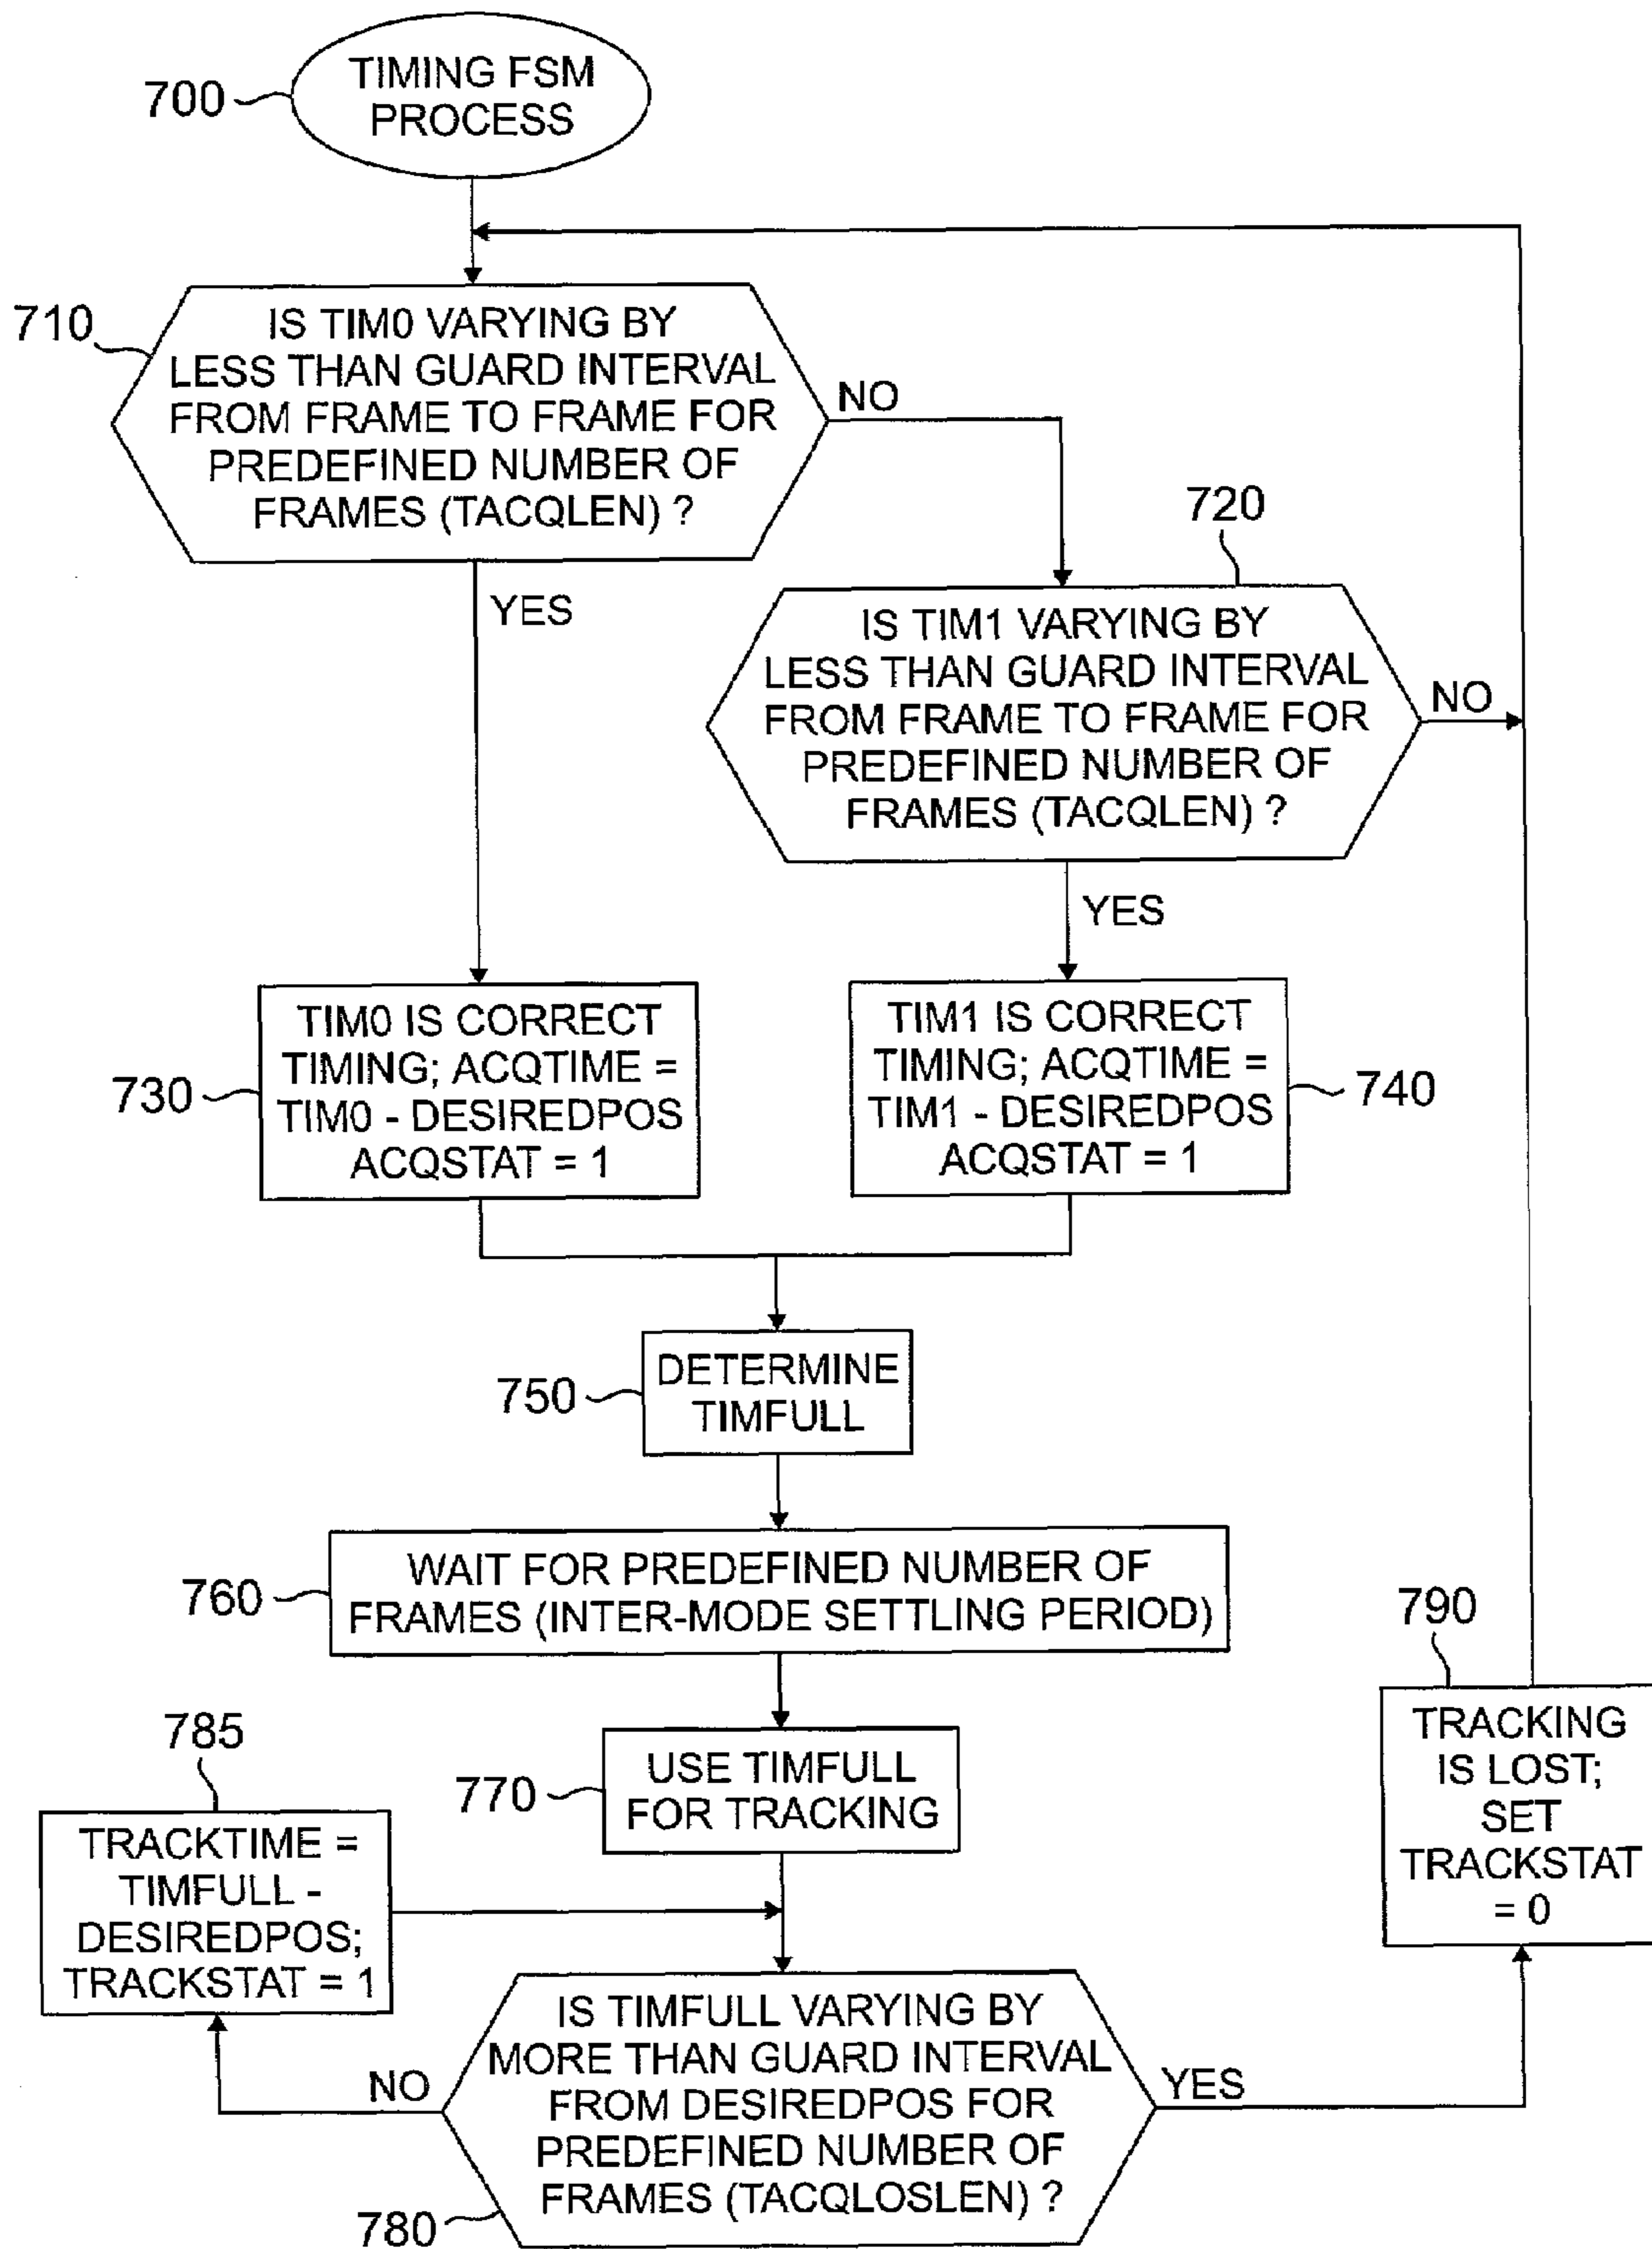 700
TIMING FSM
PROCESS
710
IS TIM0 VARYING BY
LESS THAN GUARD INTERVAL
FROM FRAME TO FRAME FOR
PREDEFINED NUMBER OF
FRAMES (TACQLEN) ?
NO
YES
720
IS TIM1 VARYING BY
LESS THAN GUARD INTERVAL
FROM FRAME TO FRAME FOR
PREDEFINED NUMBER OF
FRAMES (TACQLEN) ?
NO
YES
730
TIM0 IS CORRECT
TIMING; ACQTIME =
TIM0 - DESIREDPOS
ACQSTAT = 1
TIM1 IS CORRECT
TIMING; ACQTIME =
TIM1 - DESIREDPOS
ACQSTAT = 1
740
750
DETERMINE
TIMFULL
760
WAIT FOR PREDEFINED NUMBER OF
FRAMES (INTER-MODE SETTLING PERIOD)
770
USE TIMFULL
FOR TRACKING
785
TRACKTIME =
TIMFULL -
DESIREDPOS;
TRACKSTAT = 1
790
TRACKING
IS LOST;
SET
TRACKSTAT
= 0
780
IS TIMFULL VARYING BY
MORE THAN GUARD INTERVAL
FROM DESIREDPOS FOR
PREDEFINED NUMBER OF
FRAMES (TACQLOSLEN) ?
NO
YES